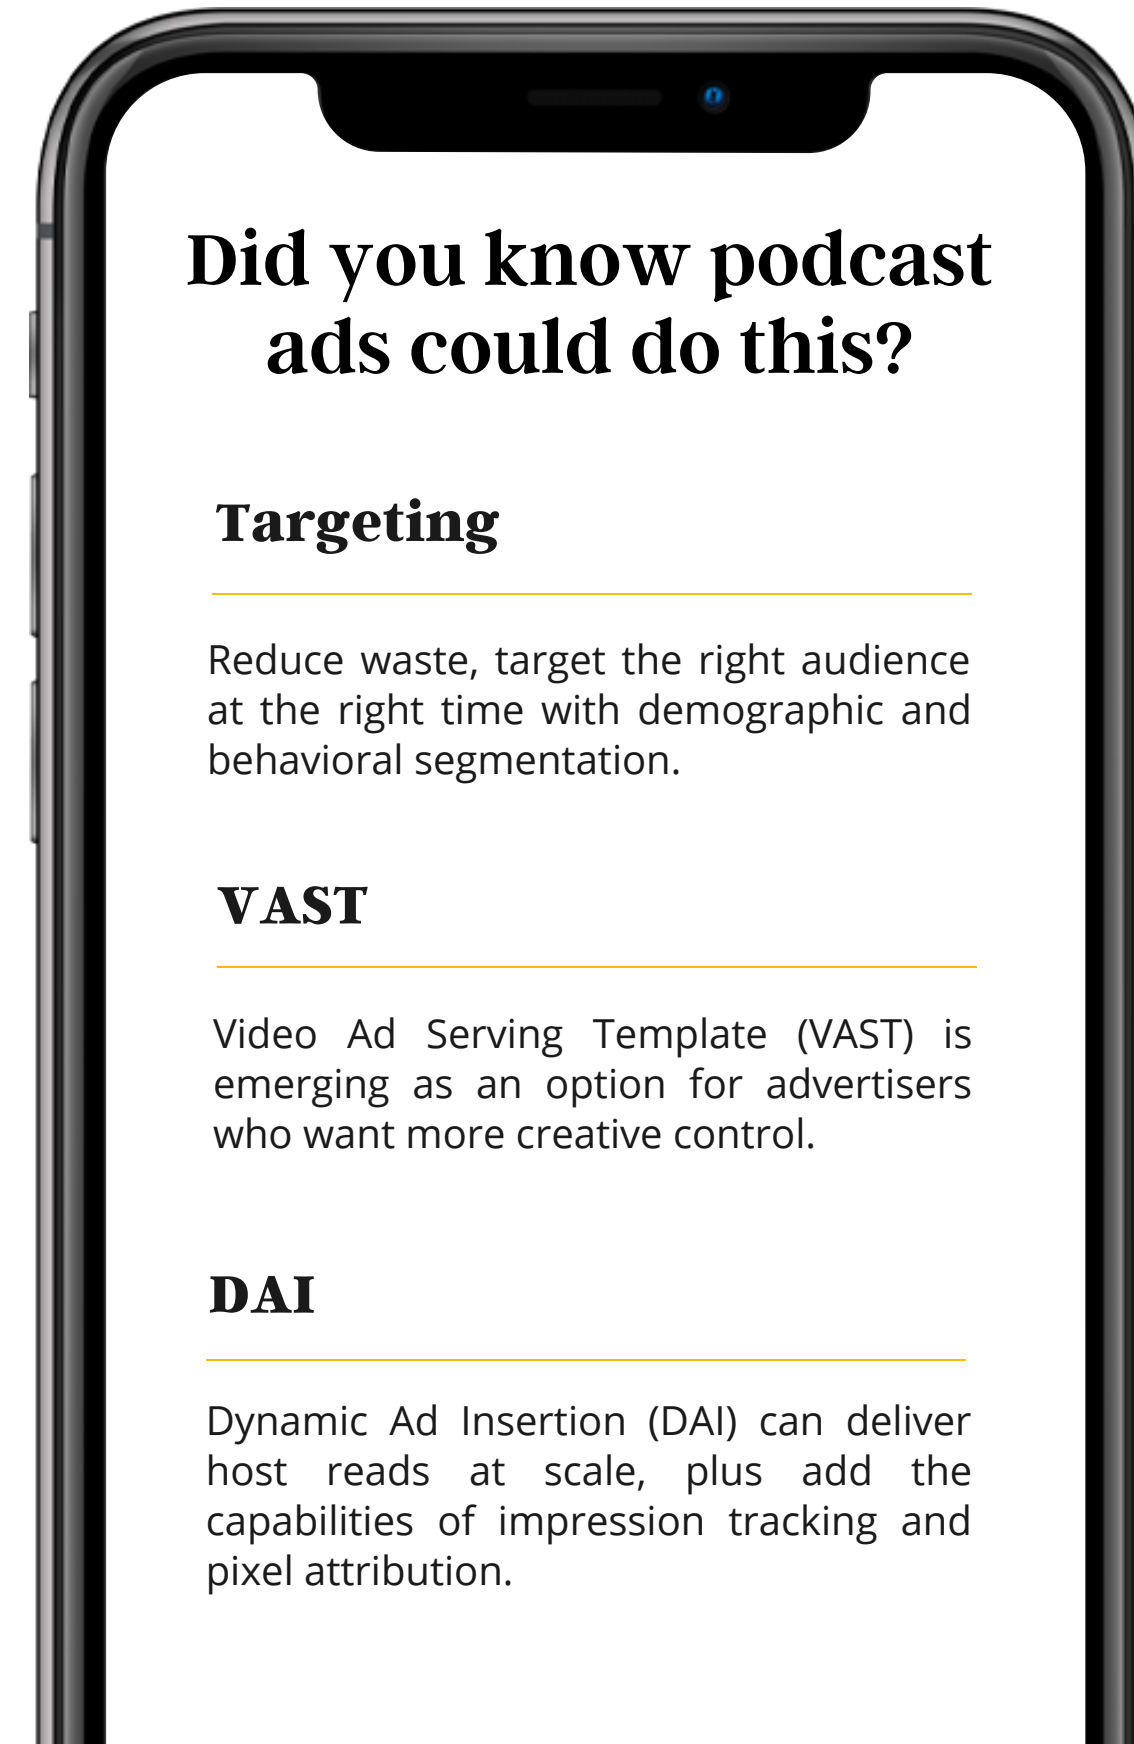 Did you know podcast
ads could do this?
Targeting
Reduce waste, target the right audience
at the right time with demographic and
behavioral segmentation.
VAST
Video Ad Serving Template (VAST) is
emerging as an option for advertisers
who want more creative control.
DAI
Dynamic Ad Insertion (DAI) can deliver
host reads at scale, plus add the
capabilities of impression tracking and
pixel attribution.